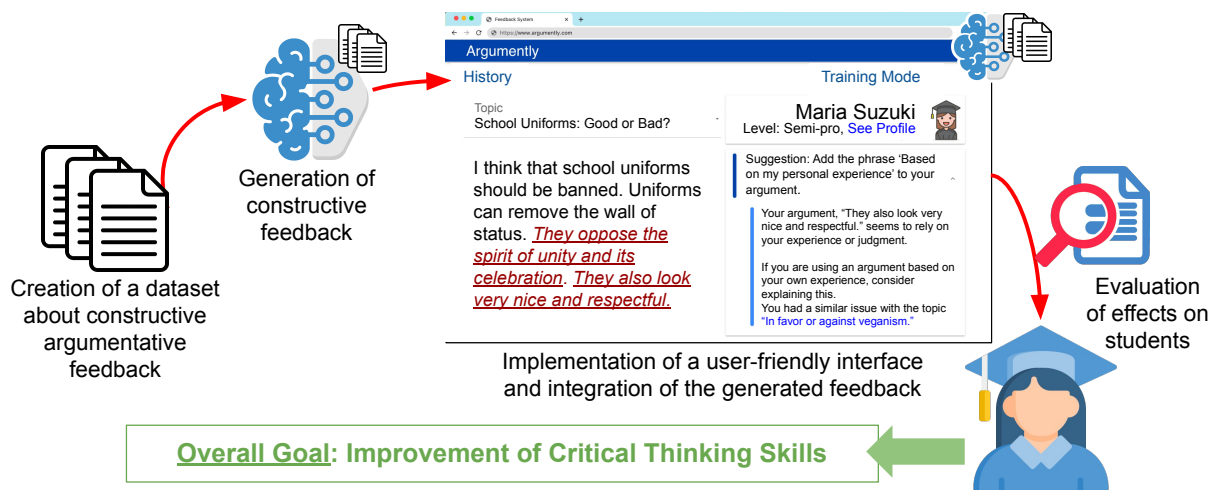 Feedback System
https://www.argumently.com
Argumently
History
Training Mode
Topic
School Uniforms: Good or Bad?
Maria Suzuki
Level: Semi-pro, See Profile
I think that school uniforms
should be banned. Uniforms
can remove the wall of
status. They oppose the
spirit of unity and its
celebration. They also look
very nice and respectful.
Suggestion: Add the phrase ‘Based
on my personal experience’ to your
argument.
Your argument, “They also look very
nice and respectful.” seems to rely on
your experience or judgment.
If you are using an argument based on
your own experience, consider
explaining this.
You had a similar issue with the topic
“In favor or against veganism.”
Creation of a dataset
about constructive
argumentative
feedback
Generation of
constructive
feedback
Implementation of a user-friendly interface
and integration of the generated feedback
Evaluation
of effects on
students
Overall Goal: Improvement of Critical Thinking Skills